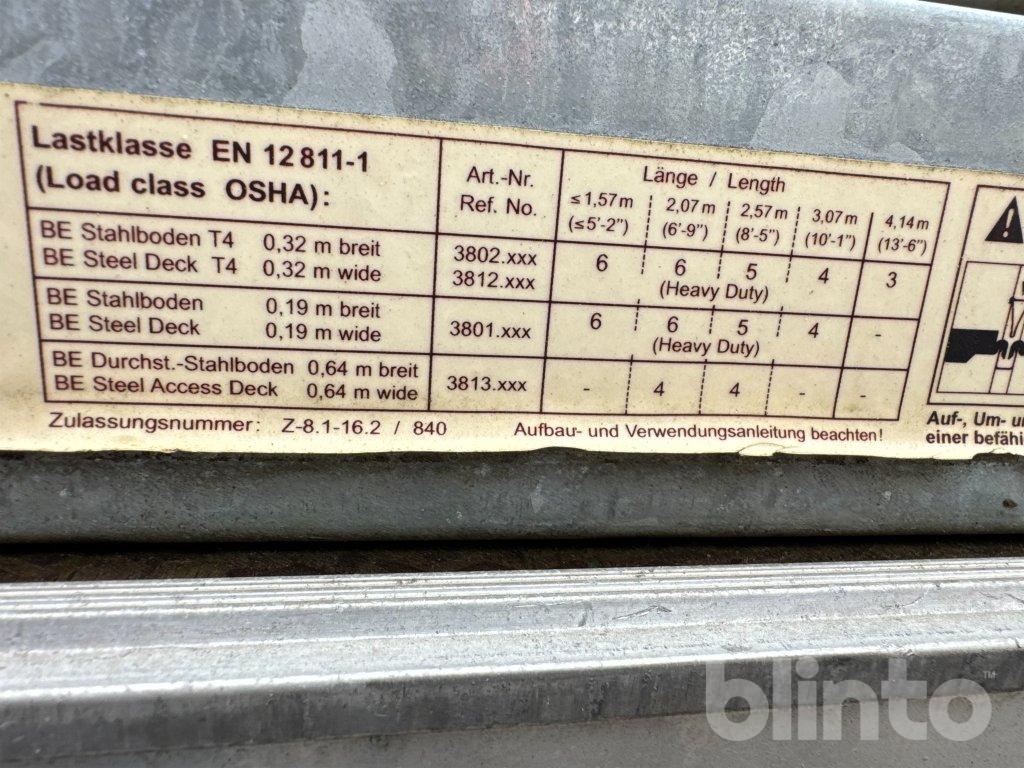 Lastklasse EN 12 811-1
(Load class OSHA):
Art.-Nr.
Ref. No.
Länge / Length
≤ 1,57 m 2,07 m 2,57 m 3,07 m 4,14 m
(≤5'-2") (6'-9") (8'-5") (10'-1") (13'-6")
BE Stahlboden T4 0,32 m breit 3802.xxx
BE Steel Deck T4 0,32 m wide 3812.xxx
6 6 5 4 3
(Heavy Duty)
BE Stahlboden 0,19 m breit
BE Steel Deck 0,19 m wide 3801.xxx
6 6 5 4 -
(Heavy Duty)
BE Durchst.-Stahlboden 0,64 m breit
BE Steel Access Deck 0,64 m wide 3813.xxx
- 4 4 - -
Zulassungsnummer: Z-8.1-16.2 / 840 Aufbau- und Verwendungsanleitung beachten!
Auf-, Um-
einer
blinto™